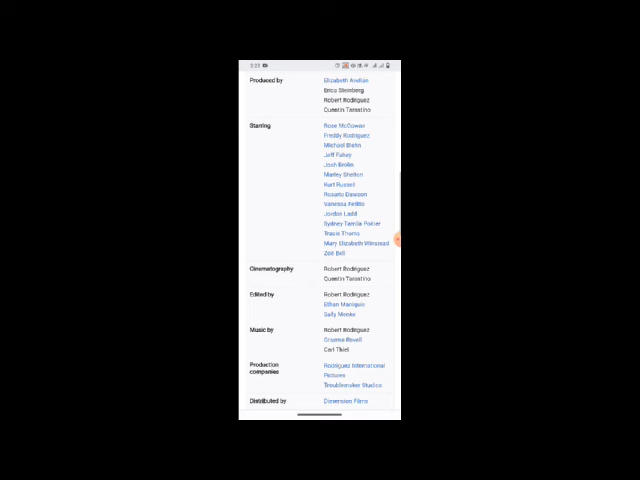 3:23
Produced by
Elizabeth Avellán
Erica Steinberg
Robert Rodriguez
Quentin Tarantino
Starring
Rose McGowan
Freddy Rodriguez
Michael Biehn
Jeff Fahey
Josh Brolin
Marley Shelton
Kurt Russell
Rosario Dawson
Vanessa Ferlito
Jordan Ladd
Sydney Tamiia Poitier
Tracie Thoms
Mary Elizabeth Winstead
Zoë Bell
Cinematography
Robert Rodriguez
Quentin Tarantino
Edited by
Robert Rodriguez
Ethan Maniquis
Sally Menke
Music by
Robert Rodriguez
Graeme Revell
Carl Thiel
Production
companies
Rodriguez International
Pictures
Troublemaker Studios
Distributed by
Dimension Films